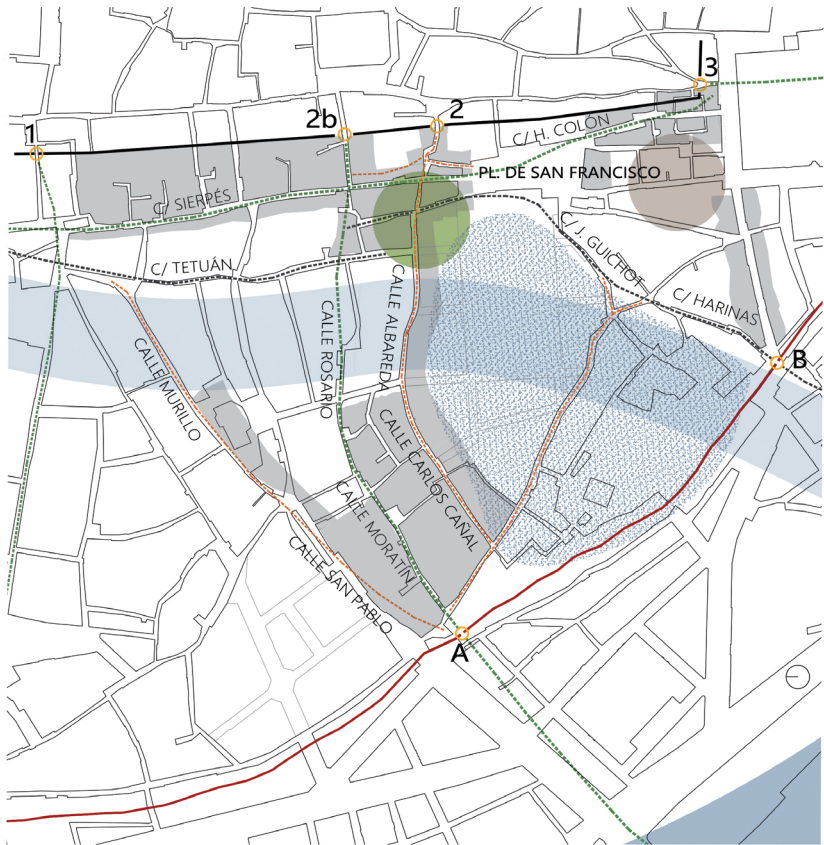 3
2
2b
1
C/ H. COLÓN
PL. DE SAN FRANCISCO
C/ SIERPÉS
C/ J. GUICHOT
C/ TETUÁN
C/ HARINAS
CALLE ALBAREDA
CALLE ROSARIO
CALLE MURILLO
B
CALLE CARLOS CAÑAL
CALLE MORATÍN
CALLE SAN PABLO
A